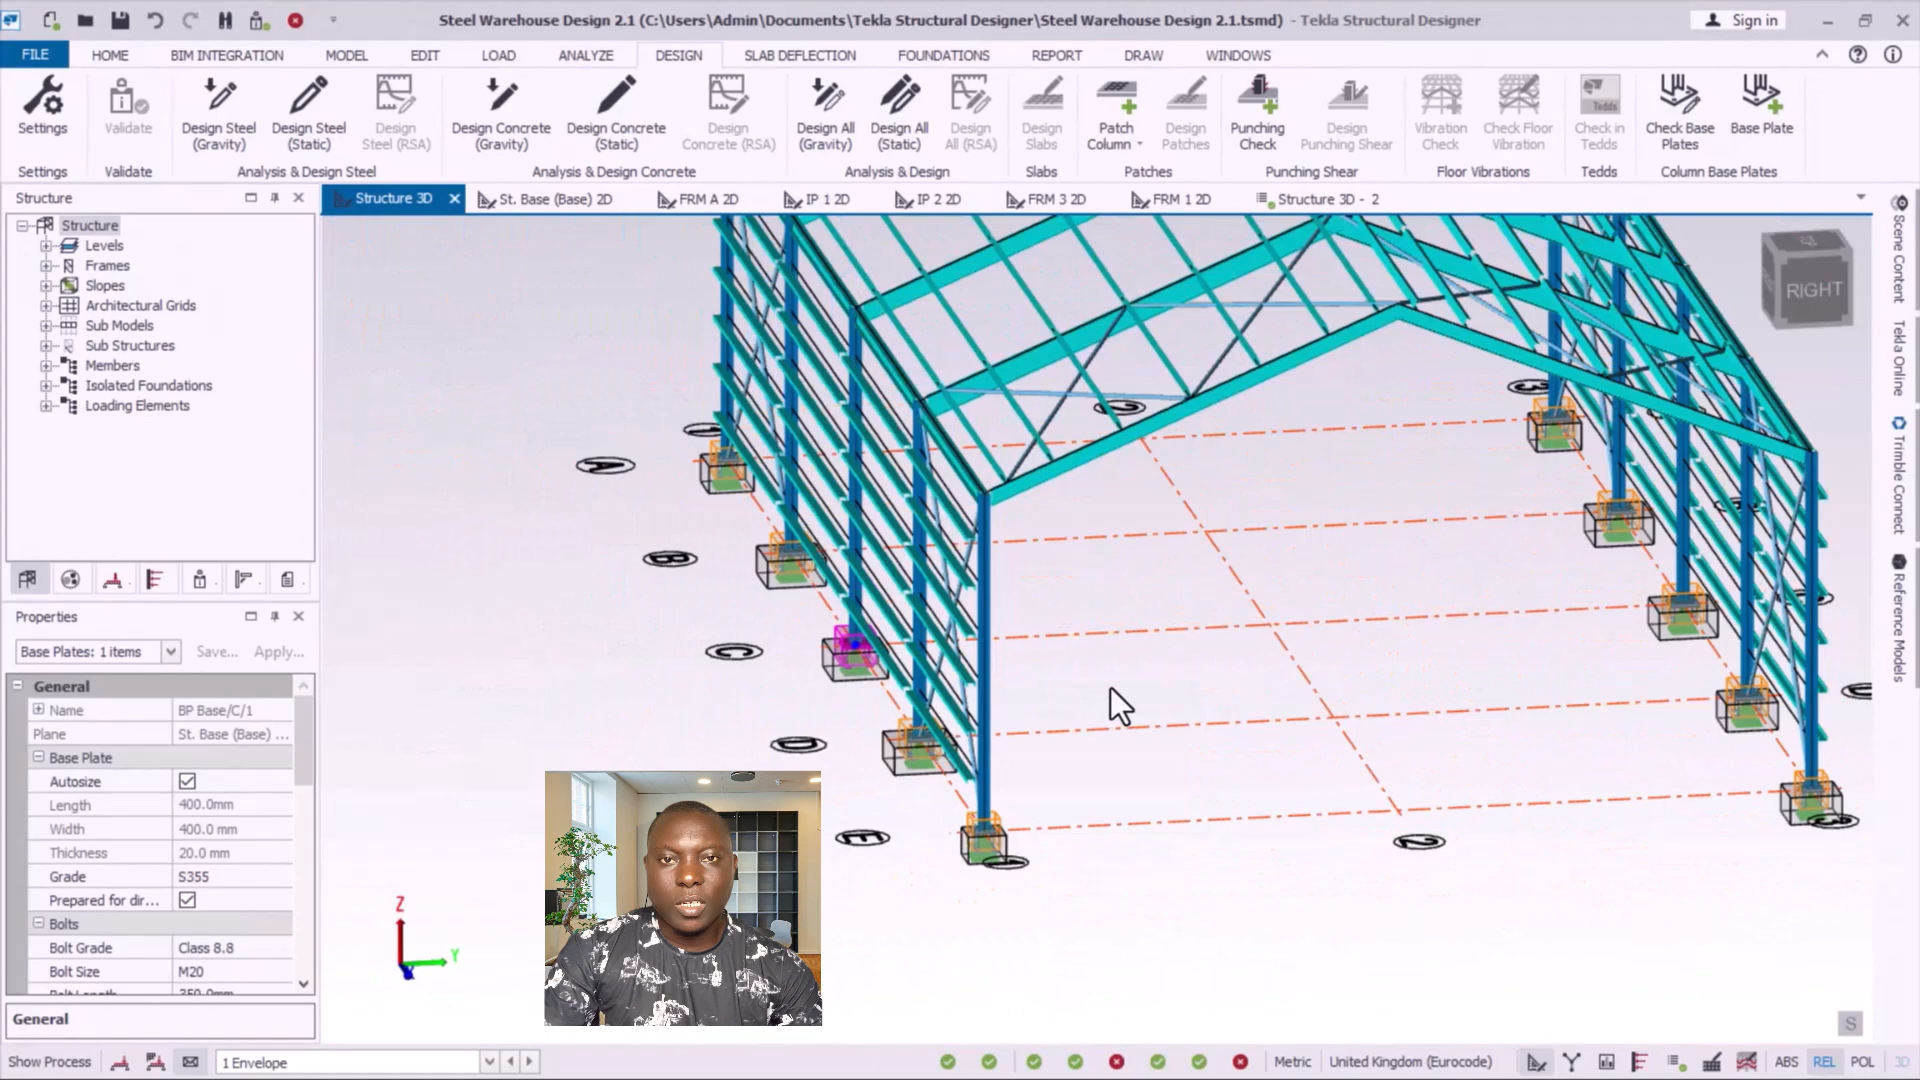 Steel Warehouse Design 2.1 (C:\Users\Admin\Documents\Tekla Structural Designer\Steel Warehouse Design 2.1.tsmd) - Tekla Structural Designer
Sign in
FILE HOME BIM INTEGRATION MODEL EDIT LOAD ANALYZE DESIGN SLAB DEFLECTION FOUNDATIONS REPORT DRAW WINDOWS
Settings
Validate
Design Steel (Gravity)
Design Steel (Static)
Design Steel (RSA)
Design Concrete (Gravity)
Design Concrete (Static)
Design Concrete (RSA)
Design All (Gravity)
Design All (Static)
Design All (RSA)
Design Slabs
Patch Column
Design Patches
Punching Check
Design Punching Shear
Vibration Check
Check Floor Vibration
Tedds
Check in Tedds
Check Base Plates
Base Plate
Settings Validate Analysis & Design Steel Analysis & Design Concrete Analysis & Design Slabs Patches Punching Shear Floor Vibrations Tedds Column Base Plates
Structure
Structure 3D
St. Base (Base) 2D
FRM A 2D
IP 1 2D
IP 2 2D
FRM 3 2D
FRM 1 2D
Structure 3D - 2
Structure
Levels
Frames
Slopes
Architectural Grids
Sub Models
Sub Structures
Members
Isolated Foundations
Loading Elements
Properties
Base Plates: 1 items Save... Apply...
General
Name BP Base/C/1
Plane St. Base (Base) ...
Base Plate
Autosize
Length 400.0mm
Width 400.0 mm
Thickness 20.0 mm
Grade S355
Prepared for dir...
Bolts
Bolt Grade Class 8.8
Bolt Size M20
Bolt Length 350.0mm
General
RIGHT
A
B
C
D
E
1
2
3
1
2
3
Z
Y
S
Scene Content
Tekla Online
Trimble Connect
Reference Models
Show Process 1 Envelope Metric United Kingdom (Eurocode) ABS REL POL 3D